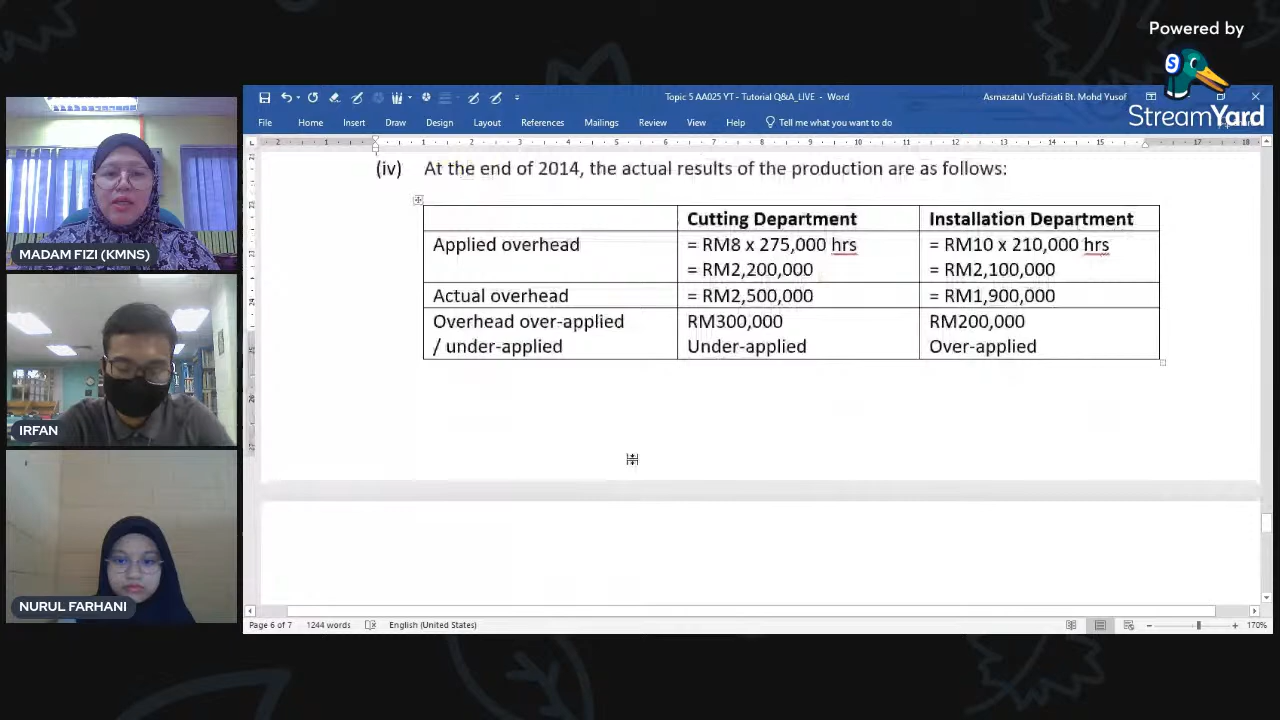 Powered by
StreamYard
Topic 5 AA025 YT - Tutorial Q&A_LIVE - Word
Asmazatul Yusfiziati Bt. Mohd Yusof
File Home Insert Draw Design Layout References Mailings Review View Help Tell me what you want to do
(iv) At the end of 2014, the actual results of the production are as follows:
Cutting Department Installation Department
Applied overhead = RM8 x 275,000 hrs = RM10 x 210,000 hrs
= RM2,200,000 = RM2,100,000
Actual overhead = RM2,500,000 = RM1,900,000
Overhead over-applied RM300,000 RM200,000
/ under-applied Under-applied Over-applied
MADAM FIZI (KMNS)
IRFAN
NURUL FARHANI
Page 6 of 7 1244 words English (United States) 170%